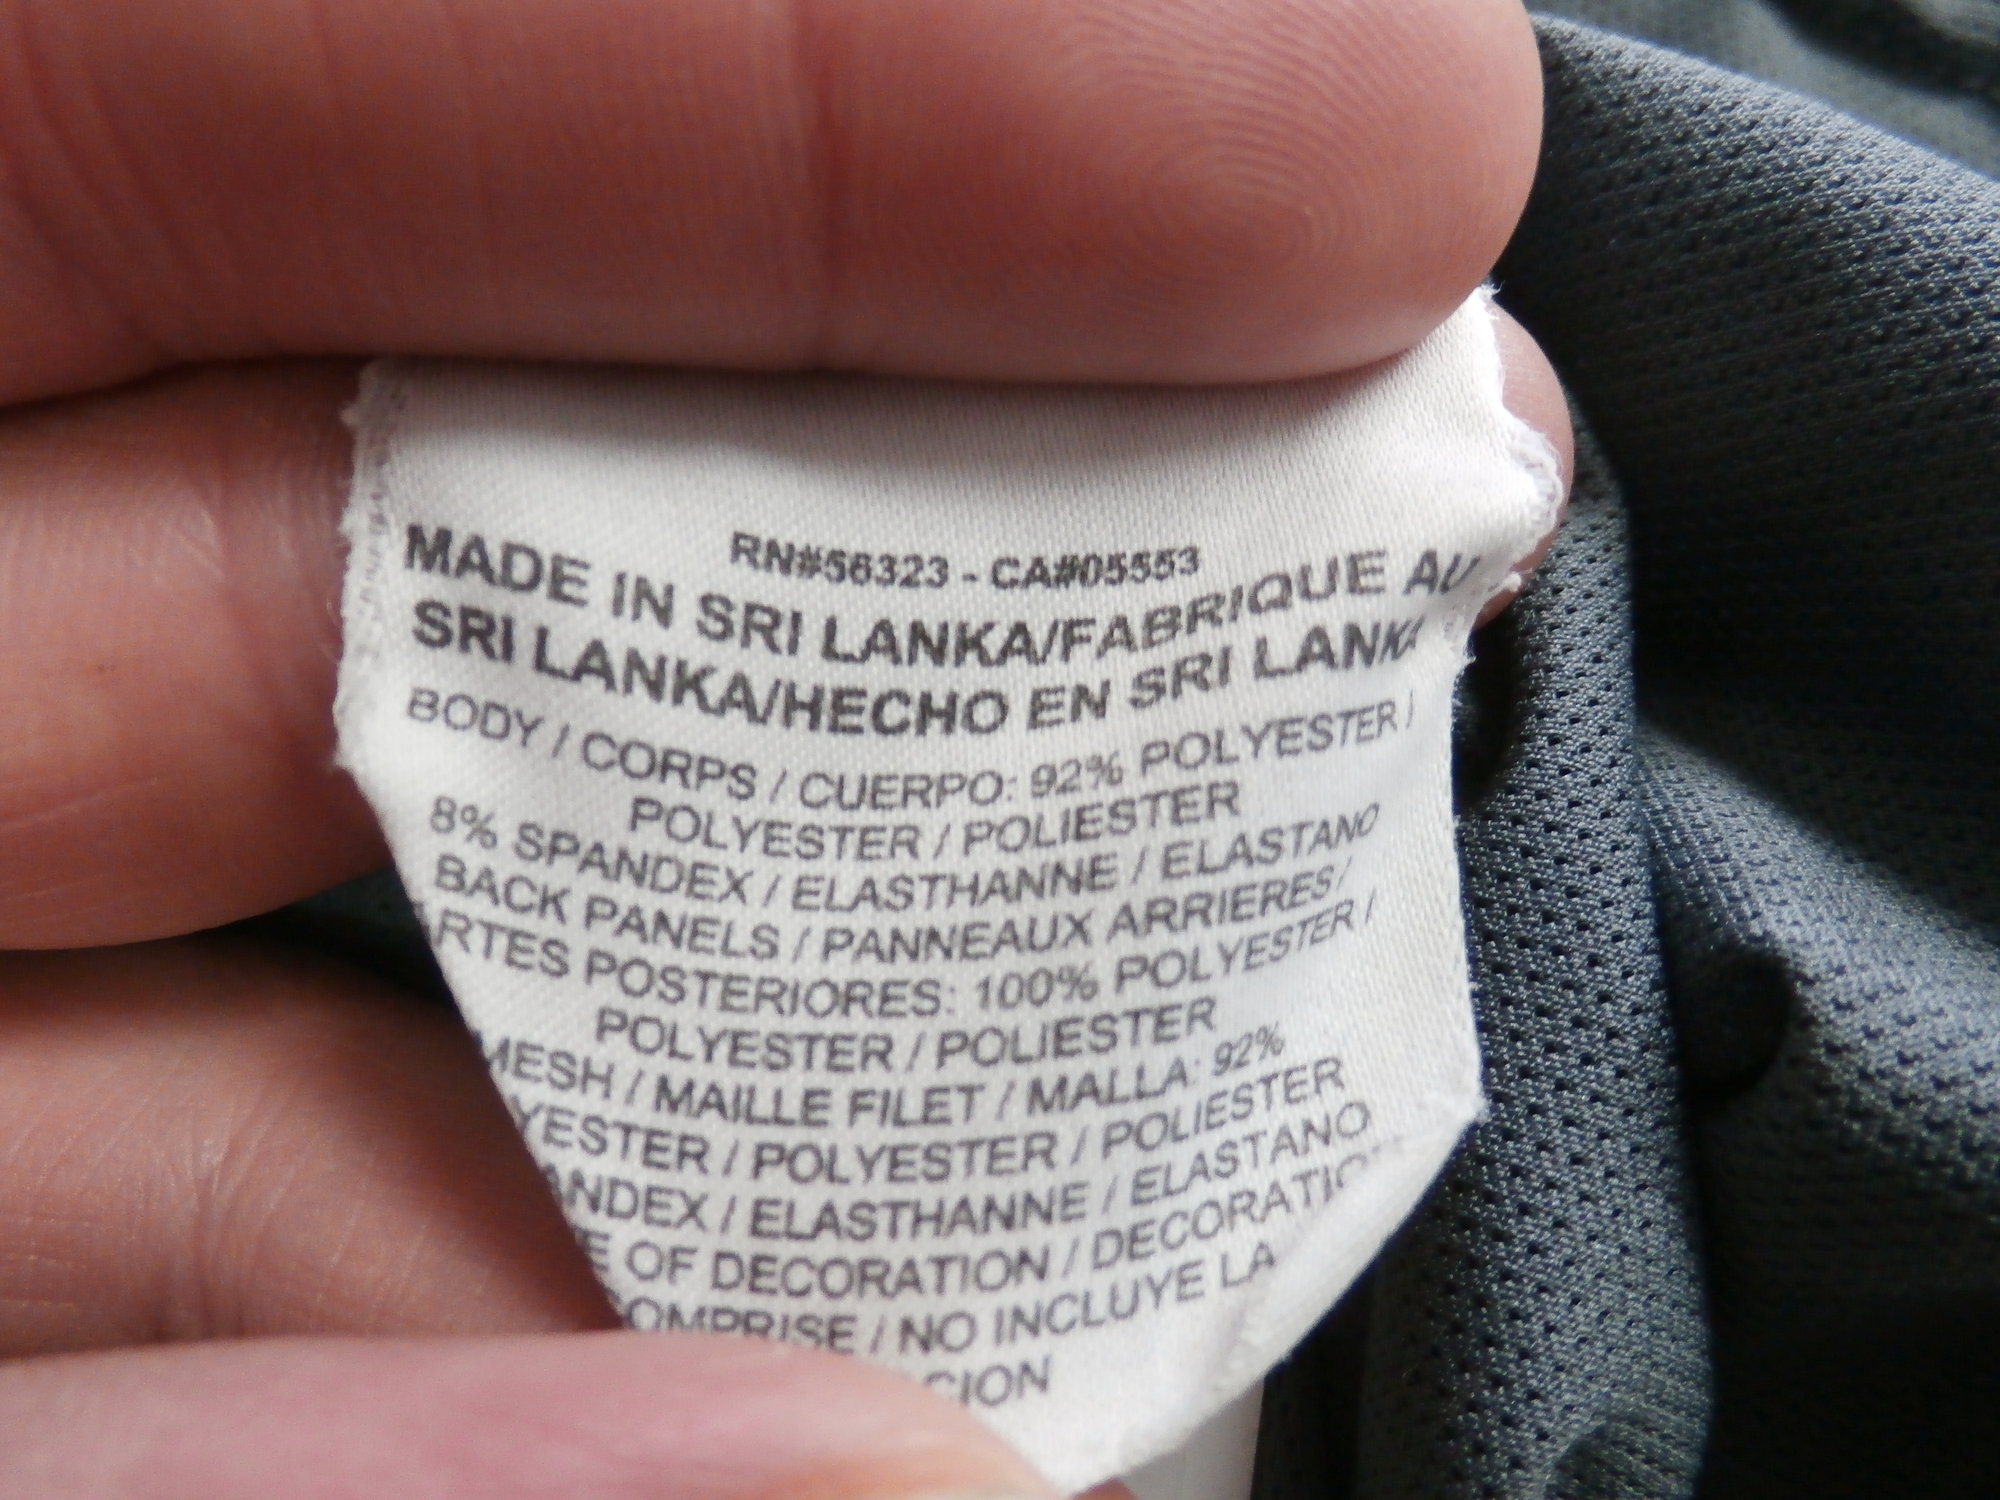 RN#56323 - CA#05553
MADE IN SRI LANKA/FABRIQUE AU
SRI LANKA/HECHO EN SRI LANKA
BODY / CORPS / CUERPO: 92% POLYESTER /
POLYESTER / POLIESTER
8% SPANDEX / ELASTHANNE / ELASTANO
BACK PANELS / PANNEAUX ARRIERES/
ARTES POSTERIORES: 100% POLYESTER /
POLYESTER / POLIESTER
MESH / MAILLE FILET / MALLA: 92%
YESTER / POLYESTER / POLIESTER
ANDEX / ELASTHANNE / ELASTANO
E OF DECORATION / DECORATIO
OMPRISE / NO INCLUYE LA
CION